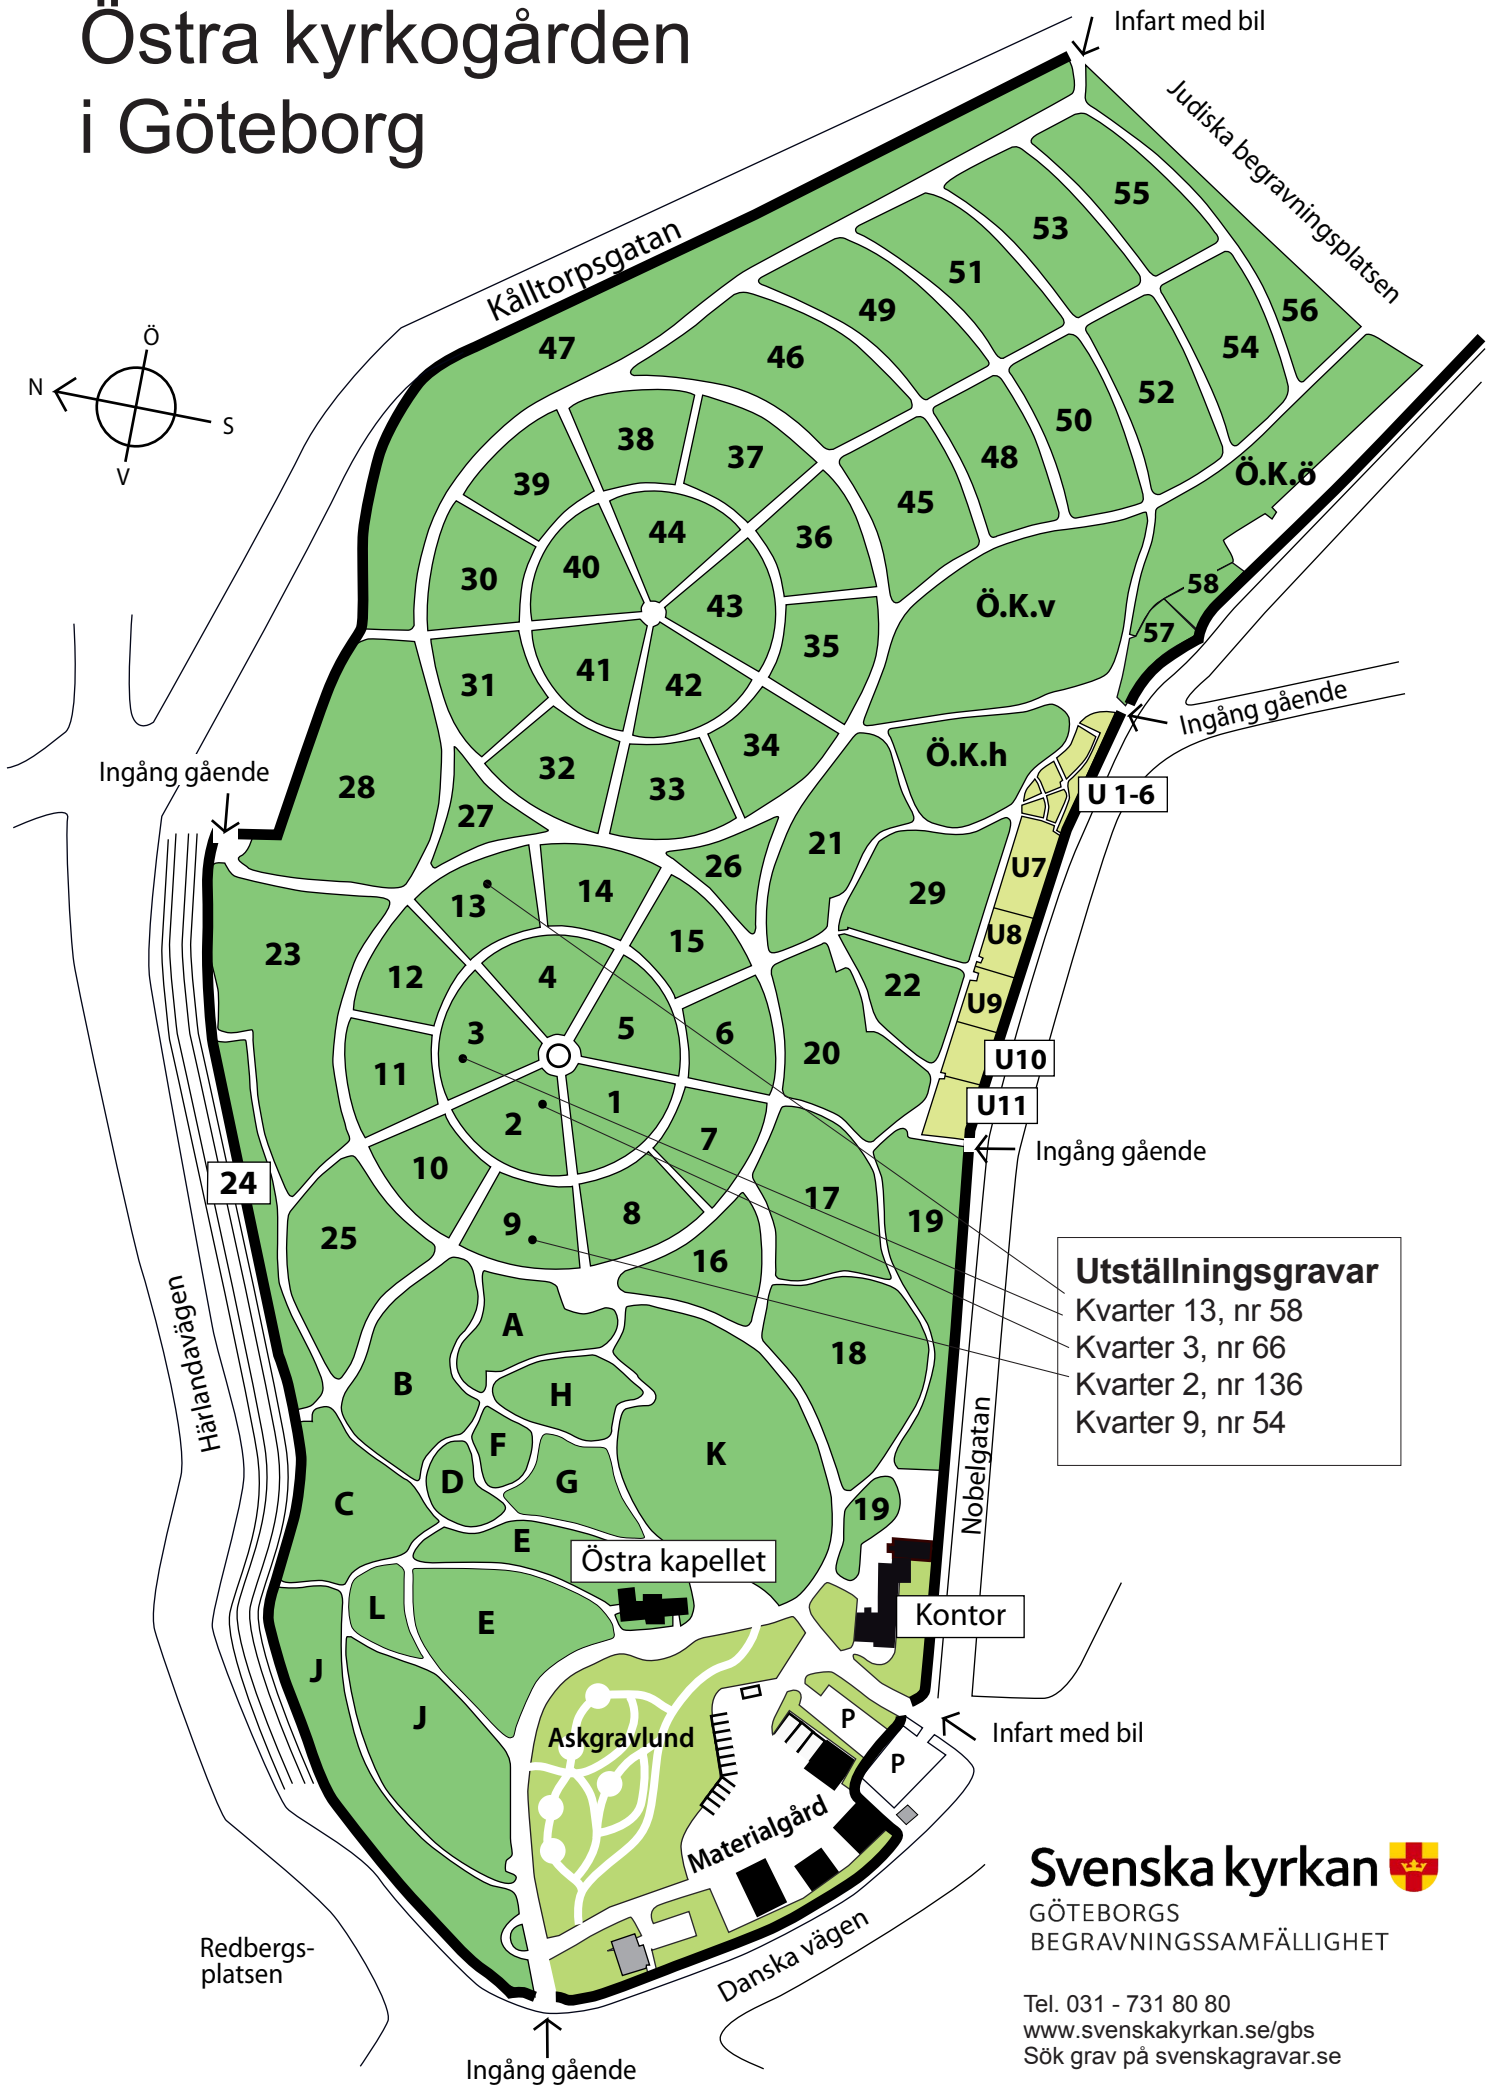 Östra kyrkogården
i Göteborg
Infart med bil
Judiska begravningsplatsen
Kålltorpsgatan
Ö
N
S
V
55
53
51
56
49
54
47
46
52
50
38
48
37
Ö.K.ö
39
45
44
36
40
30
58
43
Ö.K.v
57
35
41
31
42
Ingång gående
34
Ö.K.h
32
Ingång gående
28
33
U 1-6
27
21
26
U7
14
29
13
U8
15
23
12
4
22
U9
5
3
6
20
U10
11
1
U11
2
7
Ingång gående
10
24
17
8
19
9
25
16
Utställningsgravar
Kvarter 13, nr 58
Kvarter 3, nr 66
Kvarter 2, nr 136
Kvarter 9, nr 54
A
18
Härlandavägen
B
H
F
K
D
G
Nobelgatan
C
19
E
Östra kapellet
L
Kontor
E
J
J
P
Askgravlund
Infart med bil
P
Materialgård
Svenska kyrkan
GÖTEBORGS
BEGRAVNINGSSAMFÄLLIGHET
Redbergs-
platsen
Danska vägen
Tel. 031 - 731 80 80
www.svenskakyrkan.se/gbs
Sök grav på svenskagravar.se
Ingång gående